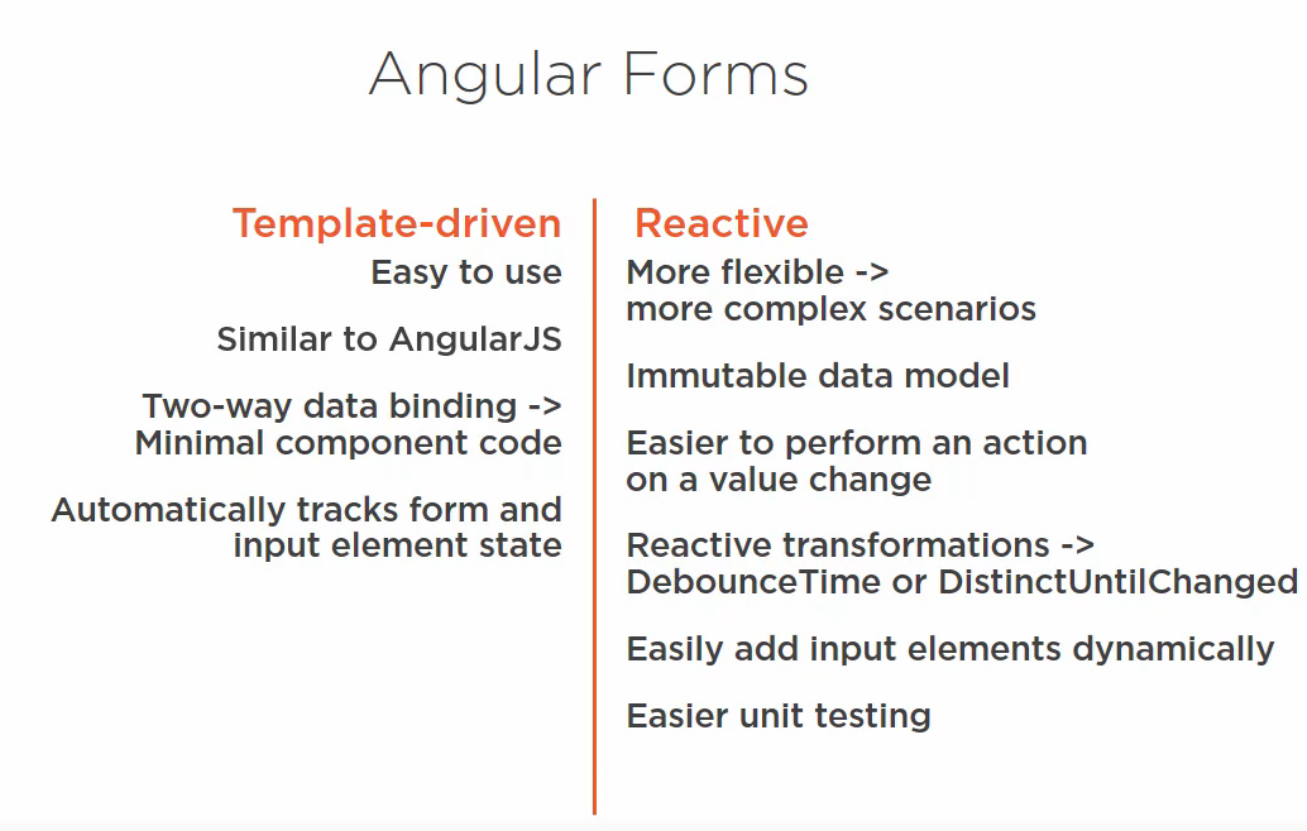 Angular Forms
Template-driven
Easy to use
Similar to AngularJS
Two-way data binding ->
Minimal component code
Automatically tracks form and
input element state
Reactive
More flexible ->
more complex scenarios
Immutable data model
Easier to perform an action
on a value change
Reactive transformations ->
DebounceTime or DistinctUntilChanged
Easily add input elements dynamically
Easier unit testing